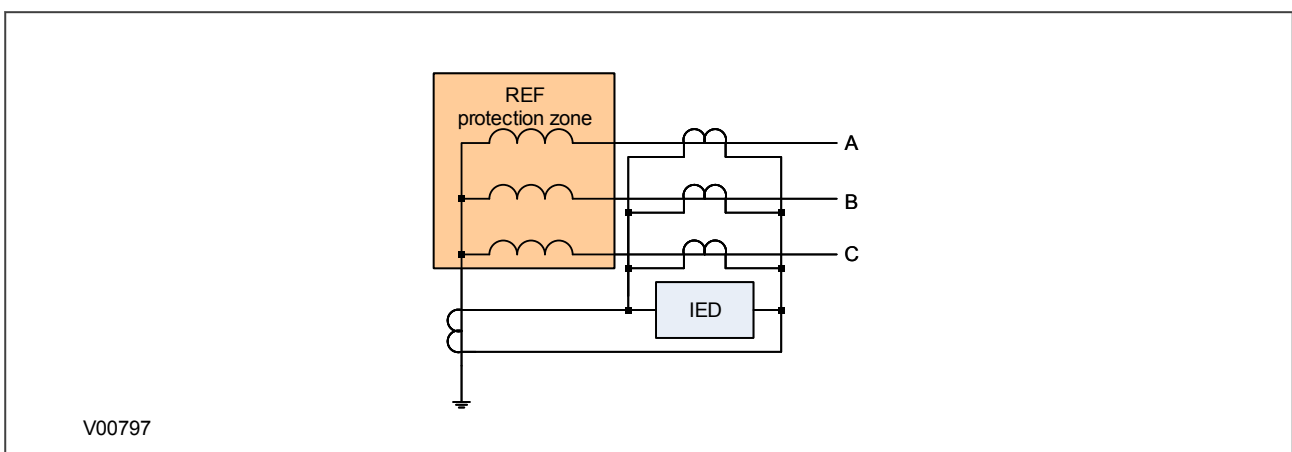 REF
protection zone
A
B
C
IED
V00797